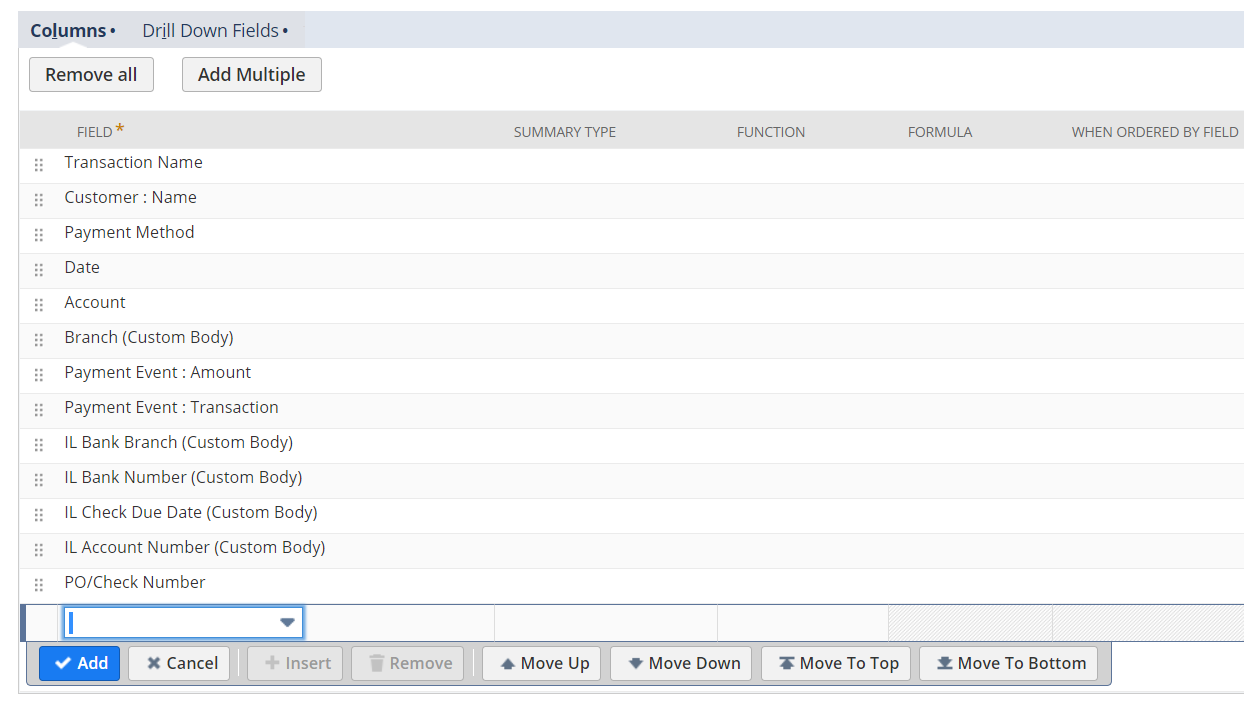 Columns • Drill Down Fields •
Remove all Add Multiple
FIELD * SUMMARY TYPE FUNCTION FORMULA WHEN ORDERED BY FIELD
Transaction Name
Customer : Name
Payment Method
Date
Account
Branch (Custom Body)
Payment Event : Amount
Payment Event : Transaction
IL Bank Branch (Custom Body)
IL Bank Number (Custom Body)
IL Check Due Date (Custom Body)
IL Account Number (Custom Body)
PO/Check Number
Add Cancel Insert Remove Move Up Move Down Move To Top Move To Bottom